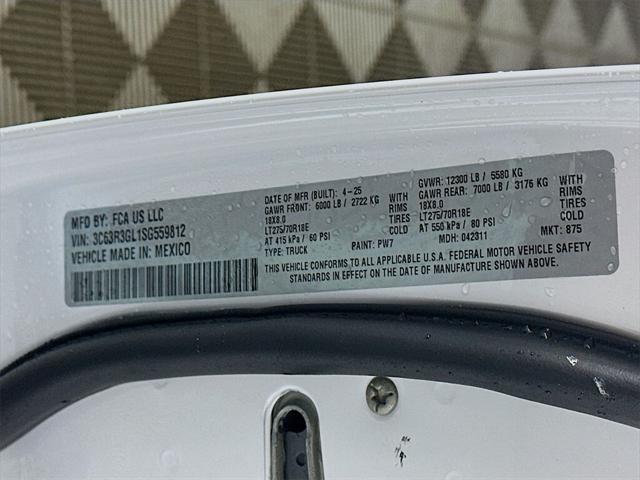 MFD BY: FCA US LLC
VIN: 3C63R3GL1SG559812
VEHICLE MADE IN: MEXICO
DATE OF MFR (BUILT): 4-25
GAWR FRONT: 6000 LB / 2722 KG
18X8.0
LT275/70R18E
AT 415 kPa / 60 PSI
TYPE: TRUCK
WITH
RIMS
TIRES
COLD
PAINT: PW7
GVWR: 12300 LB / 5580 KG
GAWR REAR: 7000 LB / 3176 KG
18X8.0
LT275/70R18E
AT 550 kPa / 80 PSI
MDH: 042311
WITH
RIMS
TIRES
COLD
MKT: 875
THIS VEHICLE CONFORMS TO ALL APPLICABLE U.S.A. FEDERAL MOTOR VEHICLE SAFETY
STANDARDS IN EFFECT ON THE DATE OF MANUFACTURE SHOWN ABOVE.